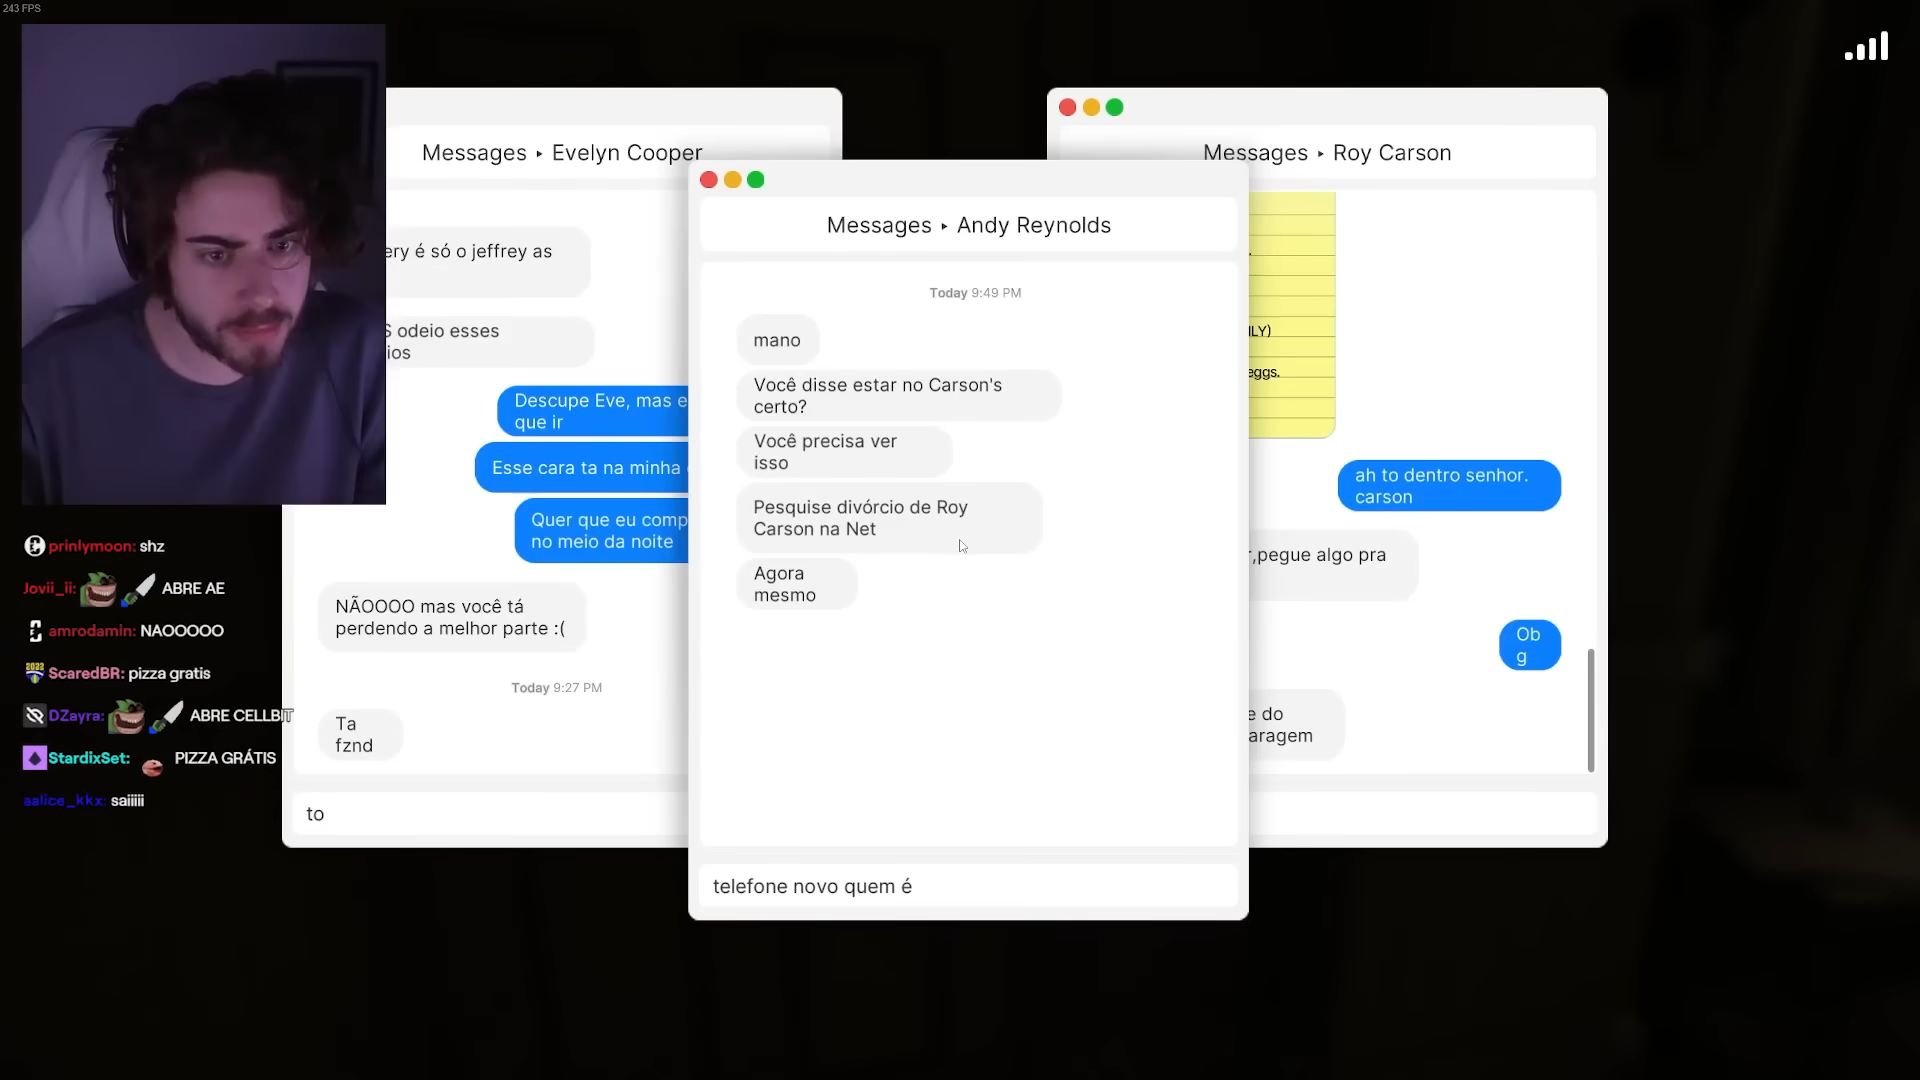 243 FPS
Messages ▸ Evelyn Cooper
ery é só o jeffrey as
S odeio esses
ios
Descupe Eve, mas e
que ir
Esse cara ta na minha
Quer que eu comp
no meio da noite
NÃOOOO mas você tá
perdendo a melhor parte :(
Today 9:27 PM
Ta
fznd
to
Messages ▸ Andy Reynolds
Today 9:49 PM
mano
Você disse estar no Carson's
certo?
Você precisa ver
isso
Pesquise divórcio de Roy
Carson na Net
Agora
mesmo
telefone novo quem é
Messages ▸ Roy Carson
ILY)
eggs.
ah to dentro senhor.
carson
r,pegue algo pra
Ob
g
e do
aragem
prinlymoon: shz
Jovii_ii: ABRE AE
amrodamin: NAOOOOO
ScaredBR: pizza gratis
DZayra: ABRE CELLBIT
StardixSet: PIZZA GRÁTIS
aalice_kkx: saiiiii